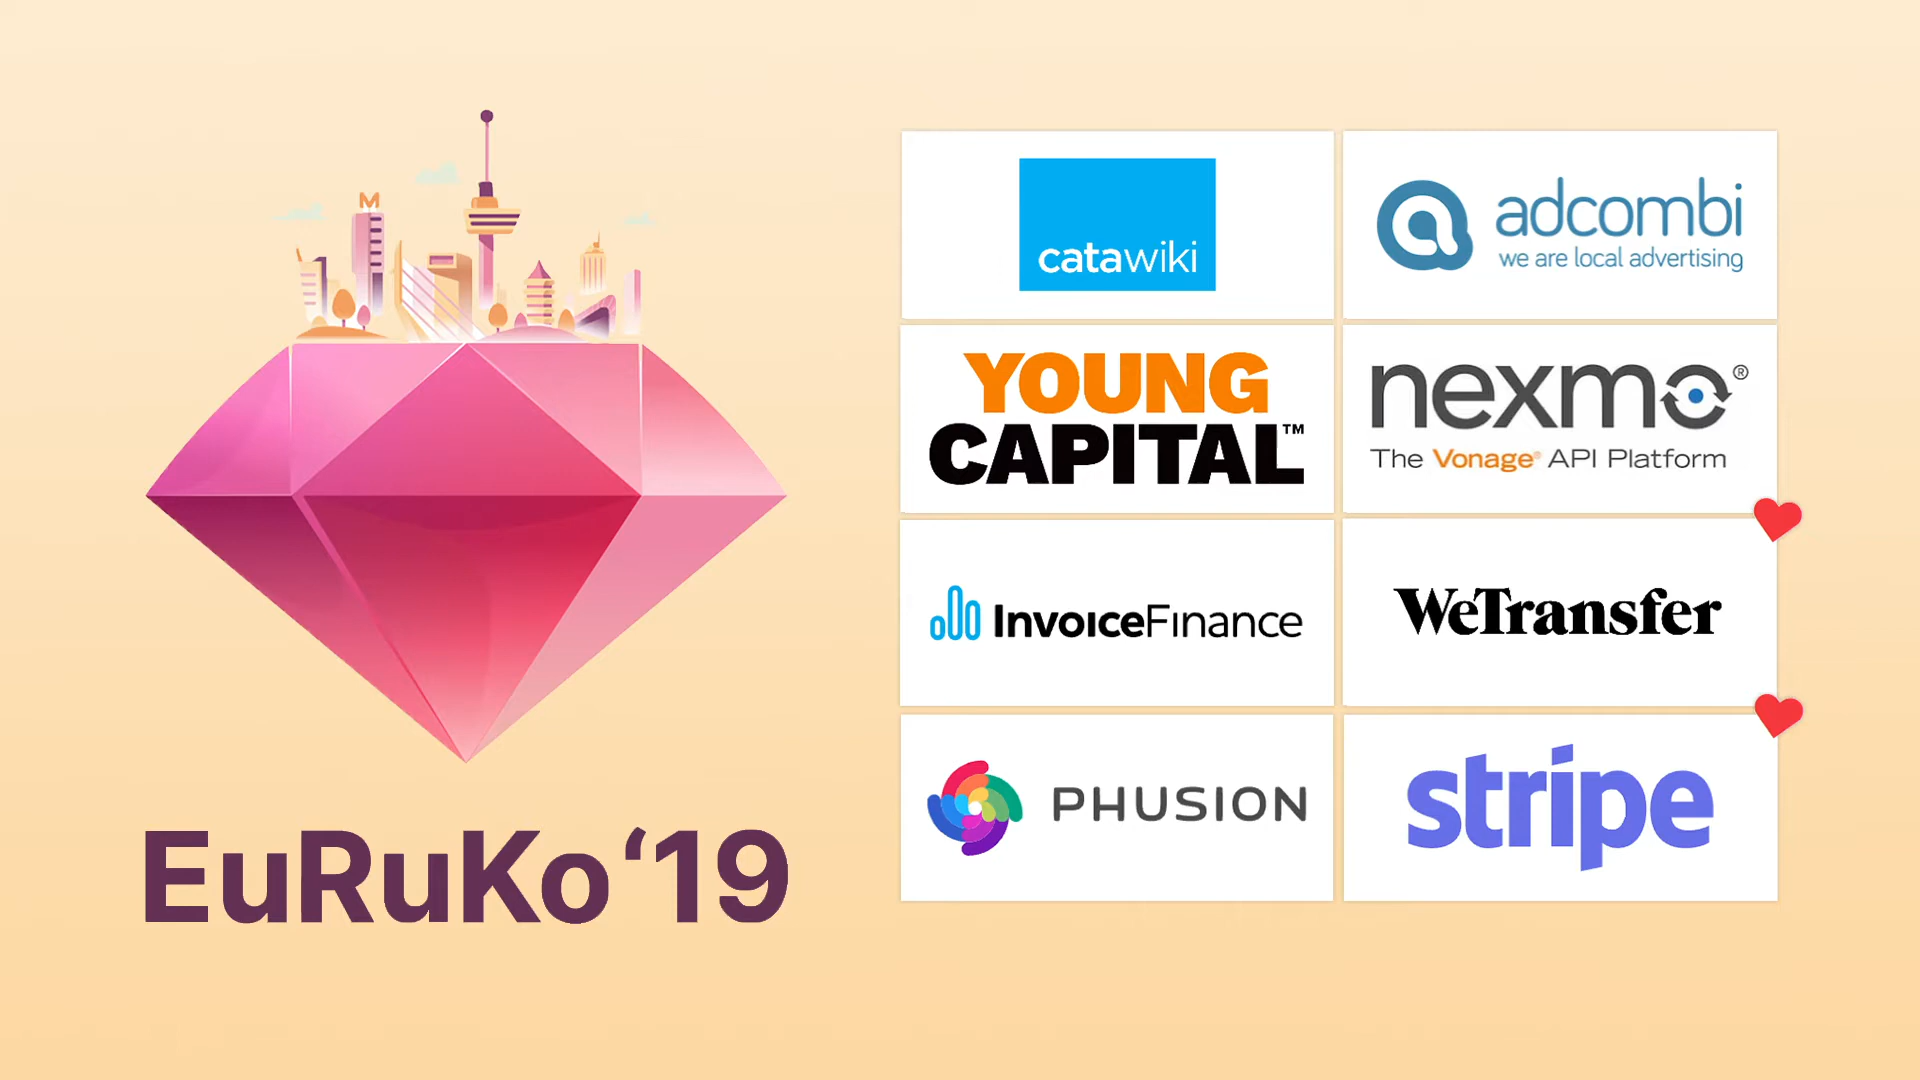 M
EuRuKo ‘19
catawiki
adcombi
we are local advertising
YOUNG
CAPITAL™
nexmo®
The Vonage® API Platform
InvoiceFinance
WeTransfer
PHUSION
stripe